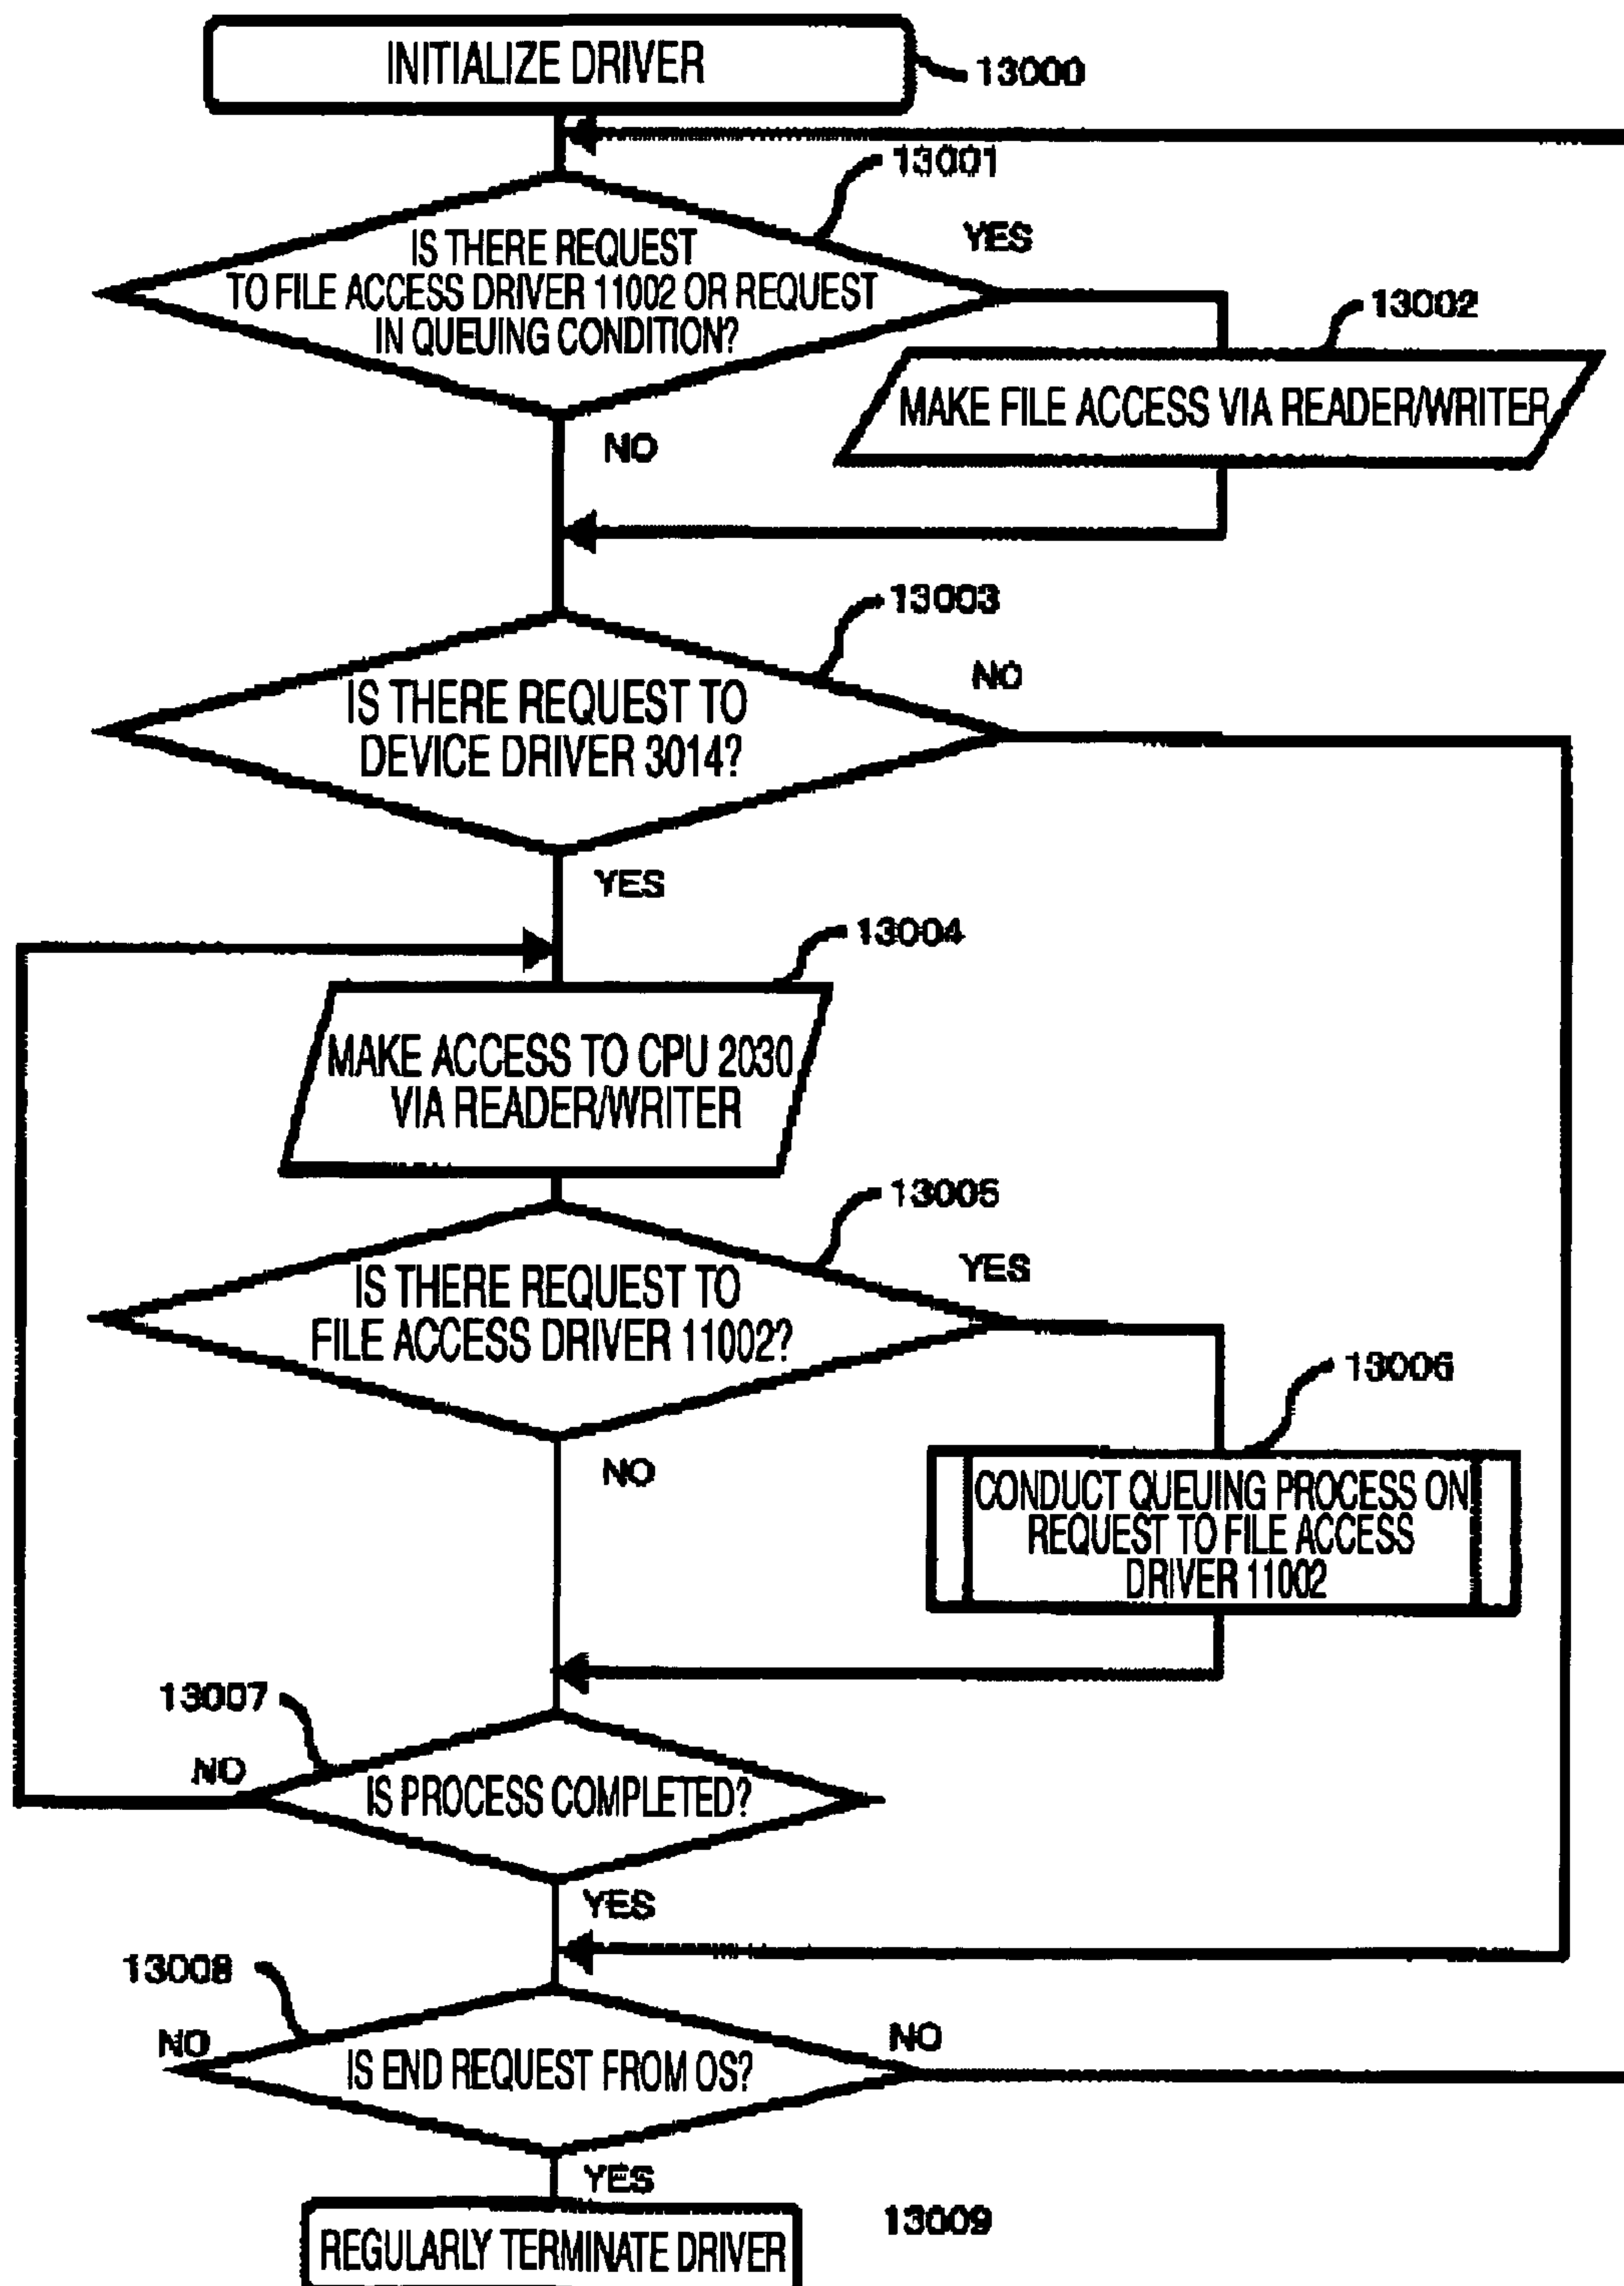 INITIALIZE DRIVER
13000
13001
IS THERE REQUEST
TO FILE ACCESS DRIVER 11002 OR REQUEST
IN QUEUING CONDITION?
YES
13002
MAKE FILE ACCESS VIA READER/WRITER
NO
13003
IS THERE REQUEST TO
DEVICE DRIVER 3014?
NO
YES
13004
MAKE ACCESS TO CPU 2030
VIA READER/WRITER
13005
IS THERE REQUEST TO
FILE ACCESS DRIVER 11002?
YES
13006
CONDUCT QUEUING PROCESS ON
REQUEST TO FILE ACCESS
DRIVER 11002
NO
13007
NO
IS PROCESS COMPLETED?
YES
13008
NO
IS END REQUEST FROM OS?
NO
YES
REGULARLY TERMINATE DRIVER
13009